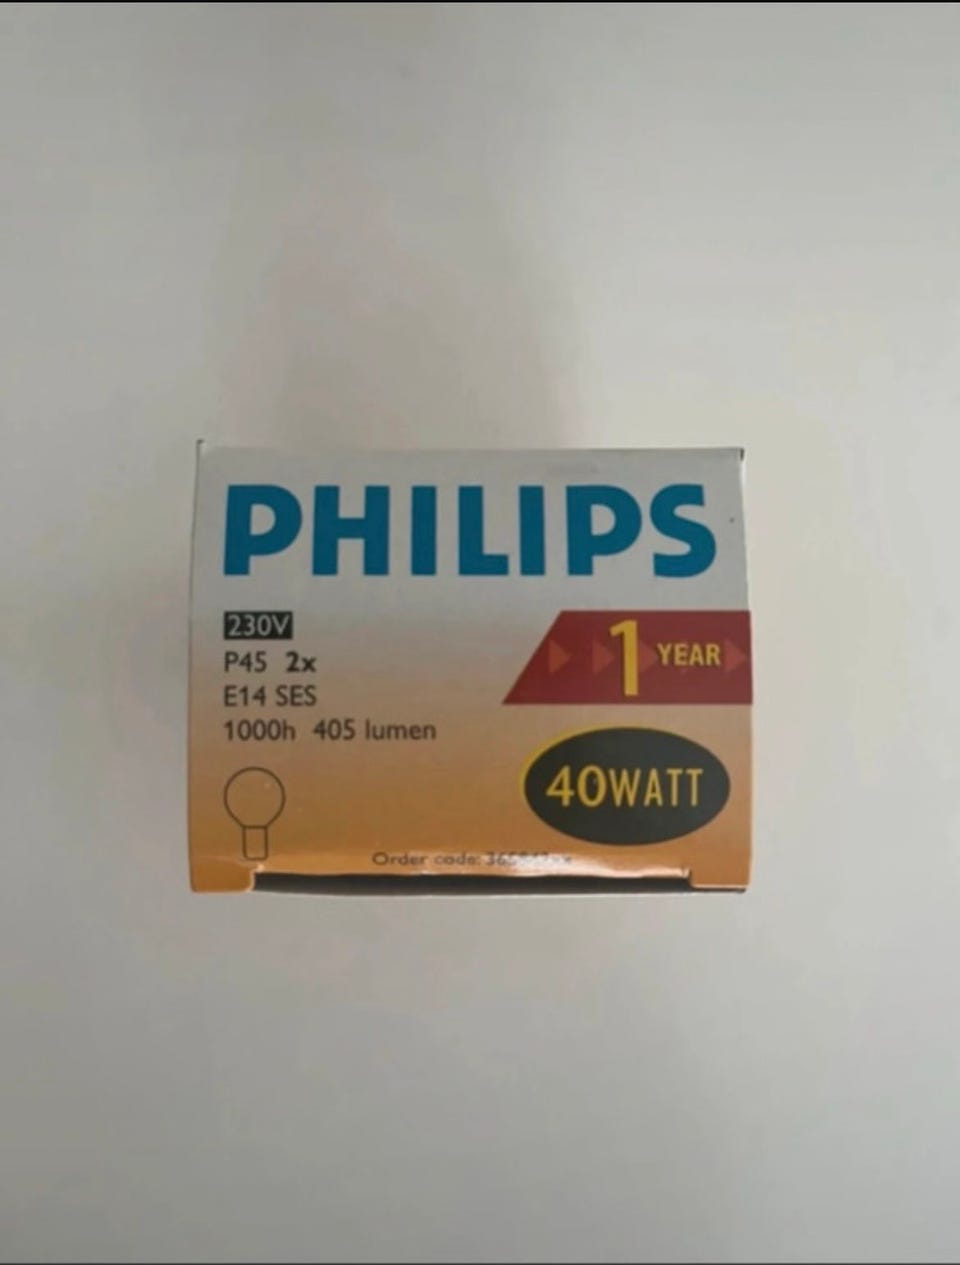 PHILIPS
230V
P45 2x
E14 SES
1000h 405 lumen
1 YEAR
40WATT
Order code: